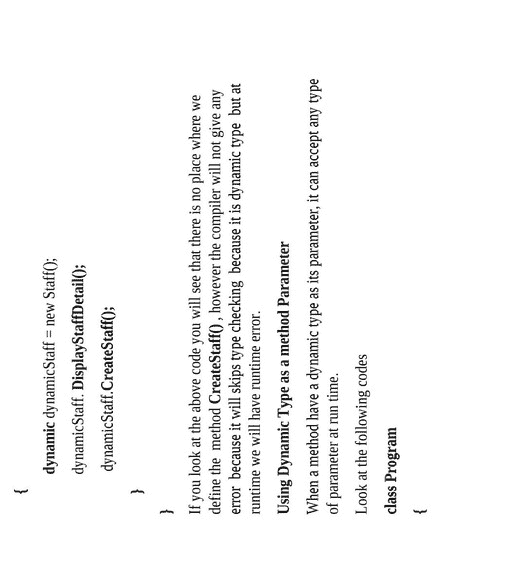 {
dynamic dynamicStaff = new Staff();
dynamicStaff. DisplayStaffDetail();
dynamicStaff.CreateStaff();
}
}
If you look at the above code you will see that there is no place where we
define the method CreateStaff() , however the compiler will not give any
error because it will skips type checking because it is dynamic type but at
runtime we will have runtime error.
Using Dynamic Type as a method Parameter
When a method have a dynamic type as its parameter, it can accept any type
of parameter at run time.
Look at the following codes
class Program
{